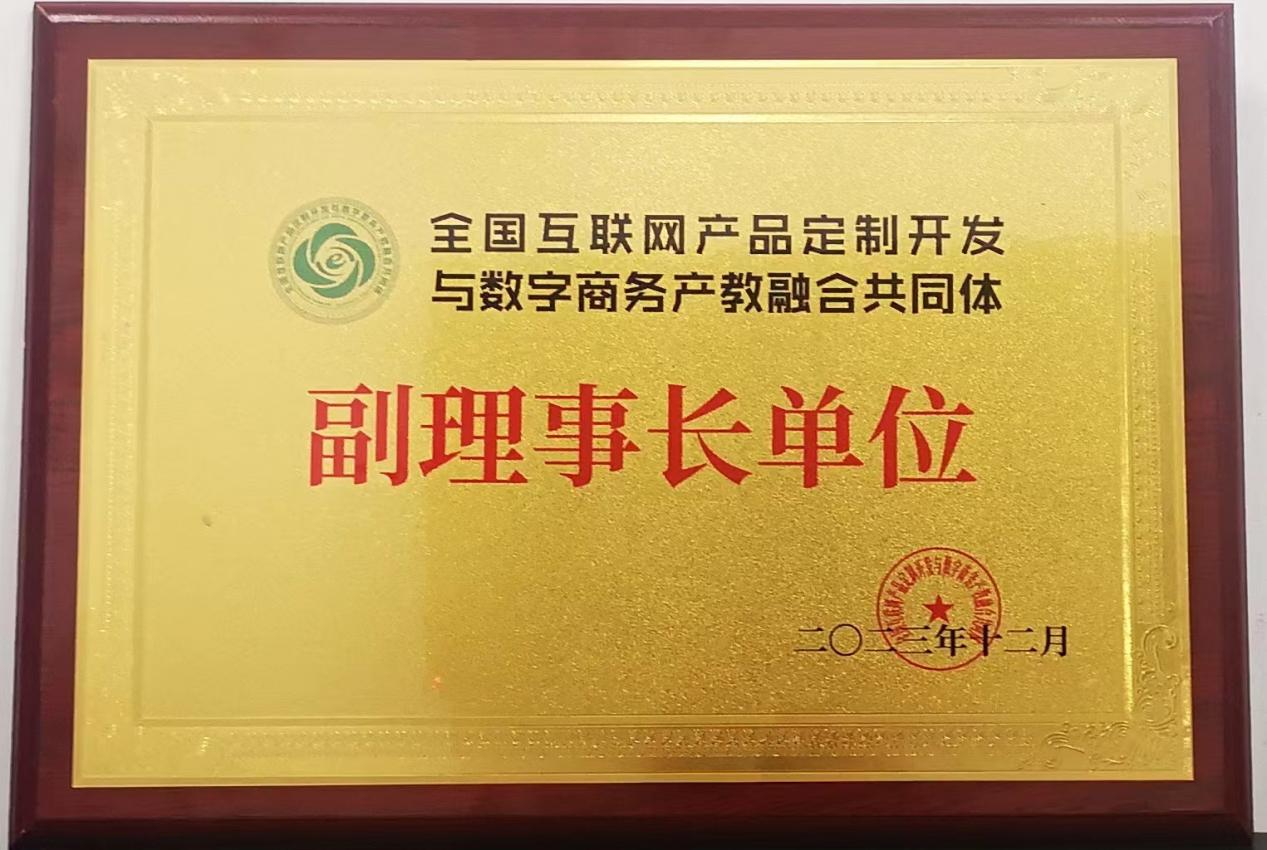 全国互联网产品定制开发
与数字商务产教融合共同体
副理事长单位
二〇二三年十二月